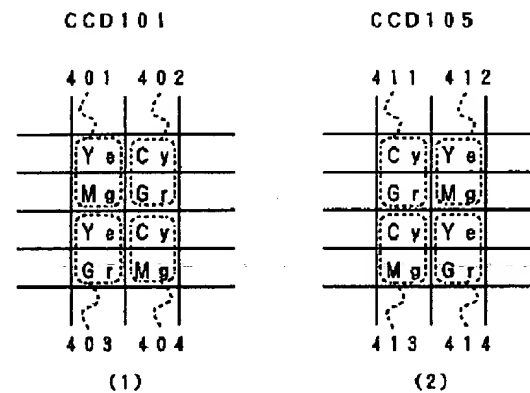 CCD101 CCD105
401 402 411 412
Ye Cy Cy Ye
Mg Gr Gr Mg
Ye Cy Cy Ye
Gr Mg Mg Gr
403 404 413 414
(1) (2)